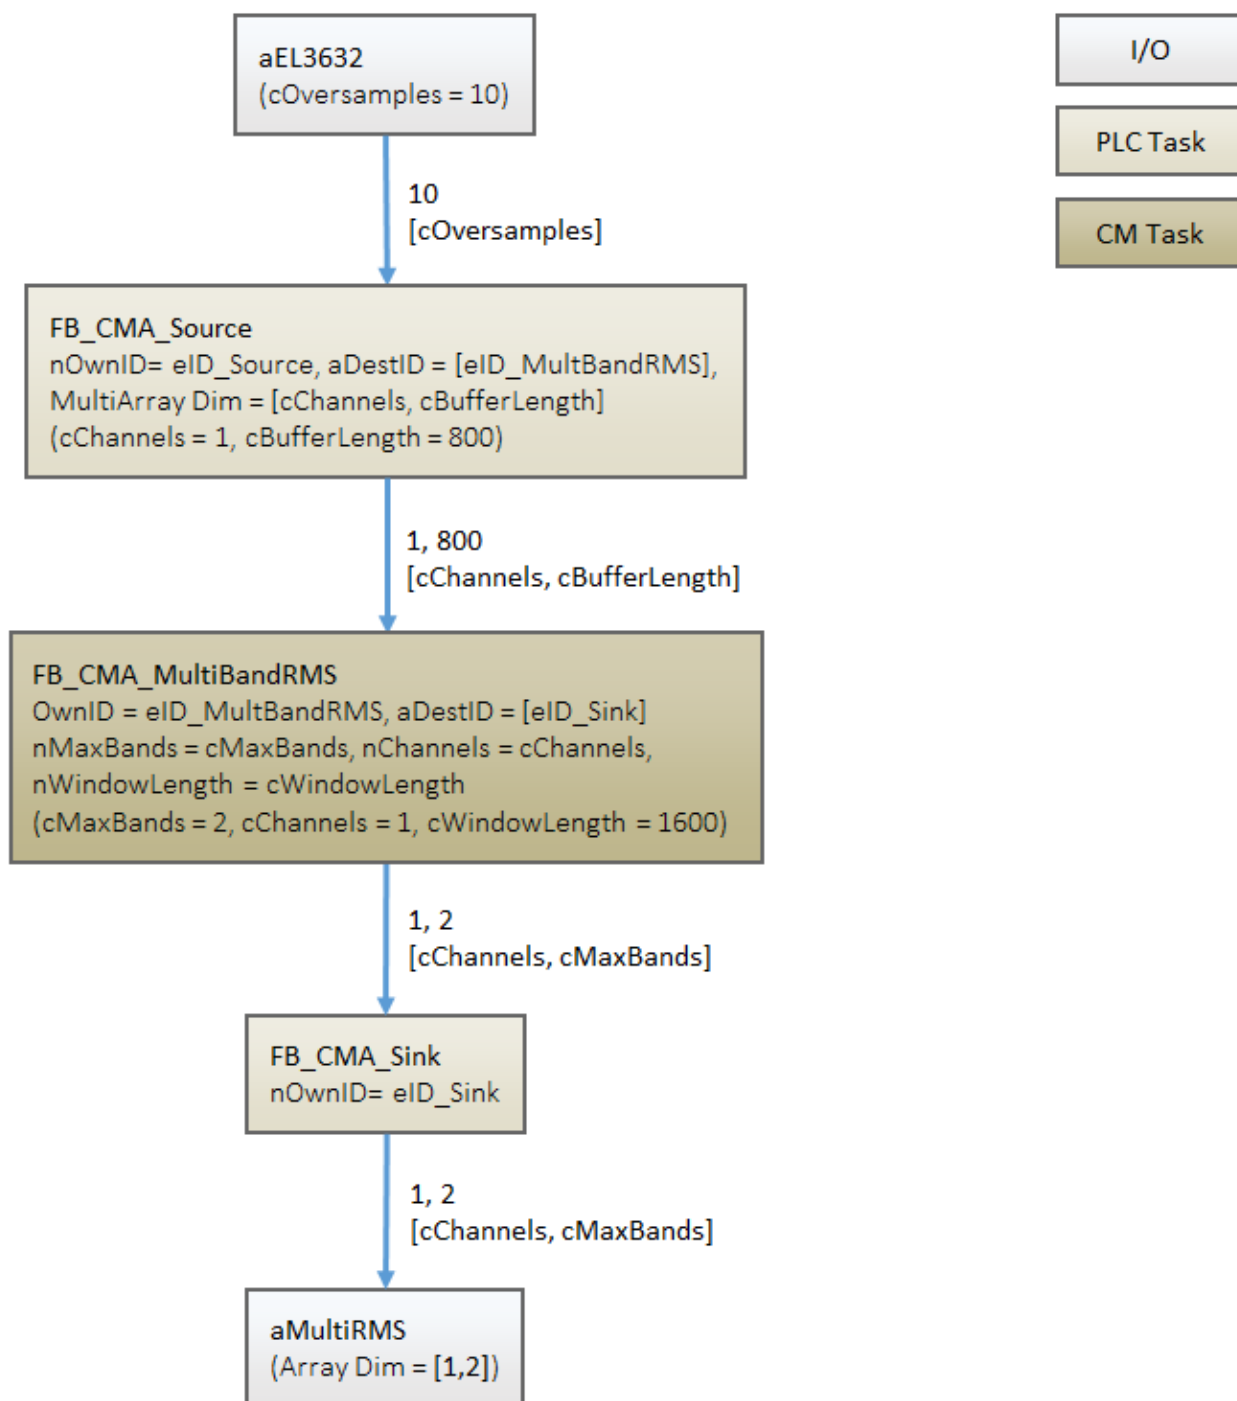 aEL3632
(cOversamples = 10)
I/O
PLC Task
CM Task
10
[cOversamples]
FB_CMA_Source
nOwnID= eID_Source, aDestID = [eID_MultBandRMS],
MultiArray Dim = [cChannels, cBufferLength]
(cChannels = 1, cBufferLength = 800)
1, 800
[cChannels, cBufferLength]
FB_CMA_MultiBandRMS
OwnID = eID_MultBandRMS, aDestID = [eID_Sink]
nMaxBands = cMaxBands, nChannels = cChannels,
nWindowLength = cWindowLength
(cMaxBands = 2, cChannels = 1, cWindowLength = 1600)
1, 2
[cChannels, cMaxBands]
FB_CMA_Sink
nOwnID= eID_Sink
1, 2
[cChannels, cMaxBands]
aMultiRMS
(Array Dim = [1,2])